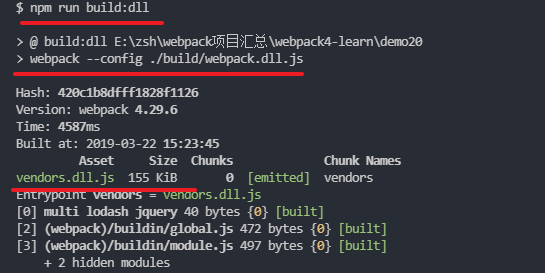 $ npm run build:dll
> @ build:dll E:\zsh\webpack项目汇总\webpack4-learn\demo20
> webpack --config ./build/webpack.dll.js
Hash: 420c1b8dfff1828f1126
Version: webpack 4.29.6
Time: 4587ms
Built at: 2019-03-22 15:23:45
Asset Size Chunks Chunk Names
vendors.dll.js 155 KiB 0 [emitted] vendors
Entrypoint vendors = vendors.dll.js
[0] multi lodash jquery 40 bytes {0} [built]
[2] (webpack)/buildin/global.js 472 bytes {0} [built]
[3] (webpack)/buildin/module.js 497 bytes {0} [built]
+ 2 hidden modules